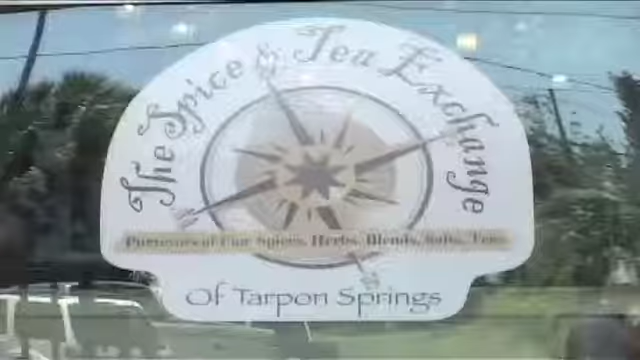 The Spice & Tea Exchange
Purveyors of Fine Spices, Herbs, Blends, Salts, Teas
Of Tarpon Springs